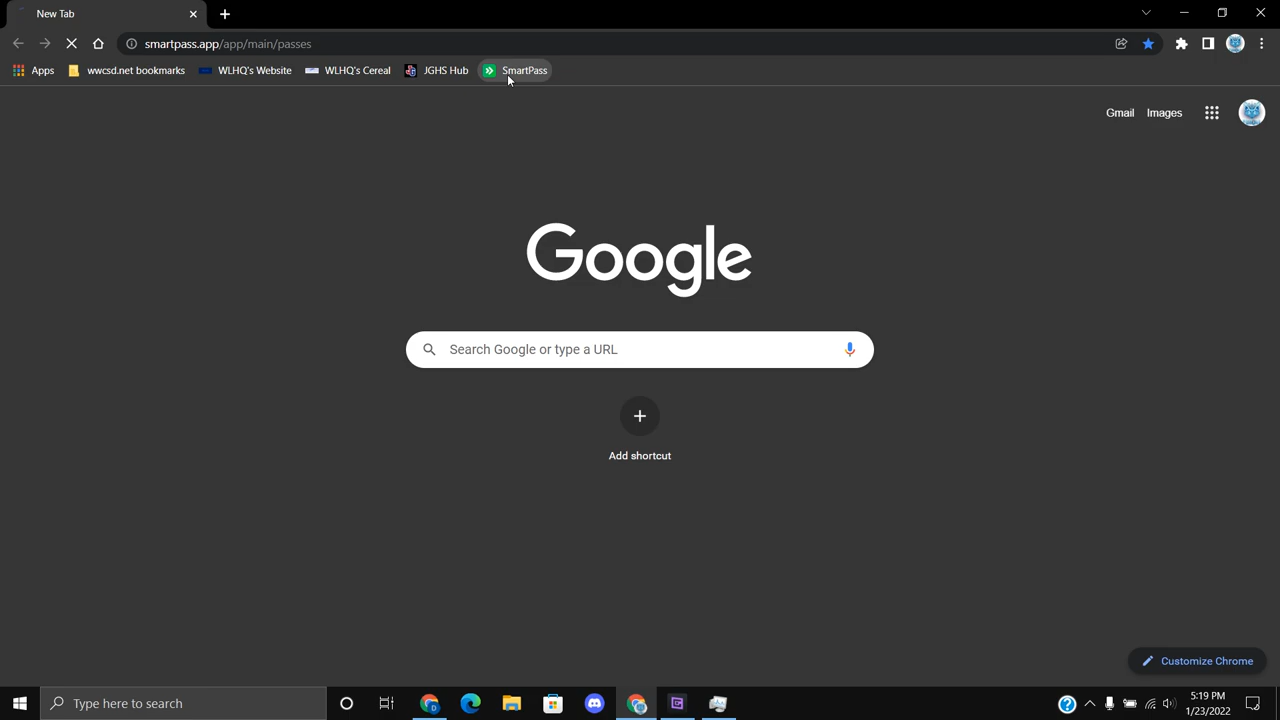 New Tab
smartpass.app/app/main/passes
Apps wwcsd.net bookmarks WLHQ's Website WLHQ's Cereal JGHS Hub SmartPass
Gmail Images
Google
Search Google or type a URL
Add shortcut
Customize Chrome
Type here to search
5:19 PM
1/23/2022